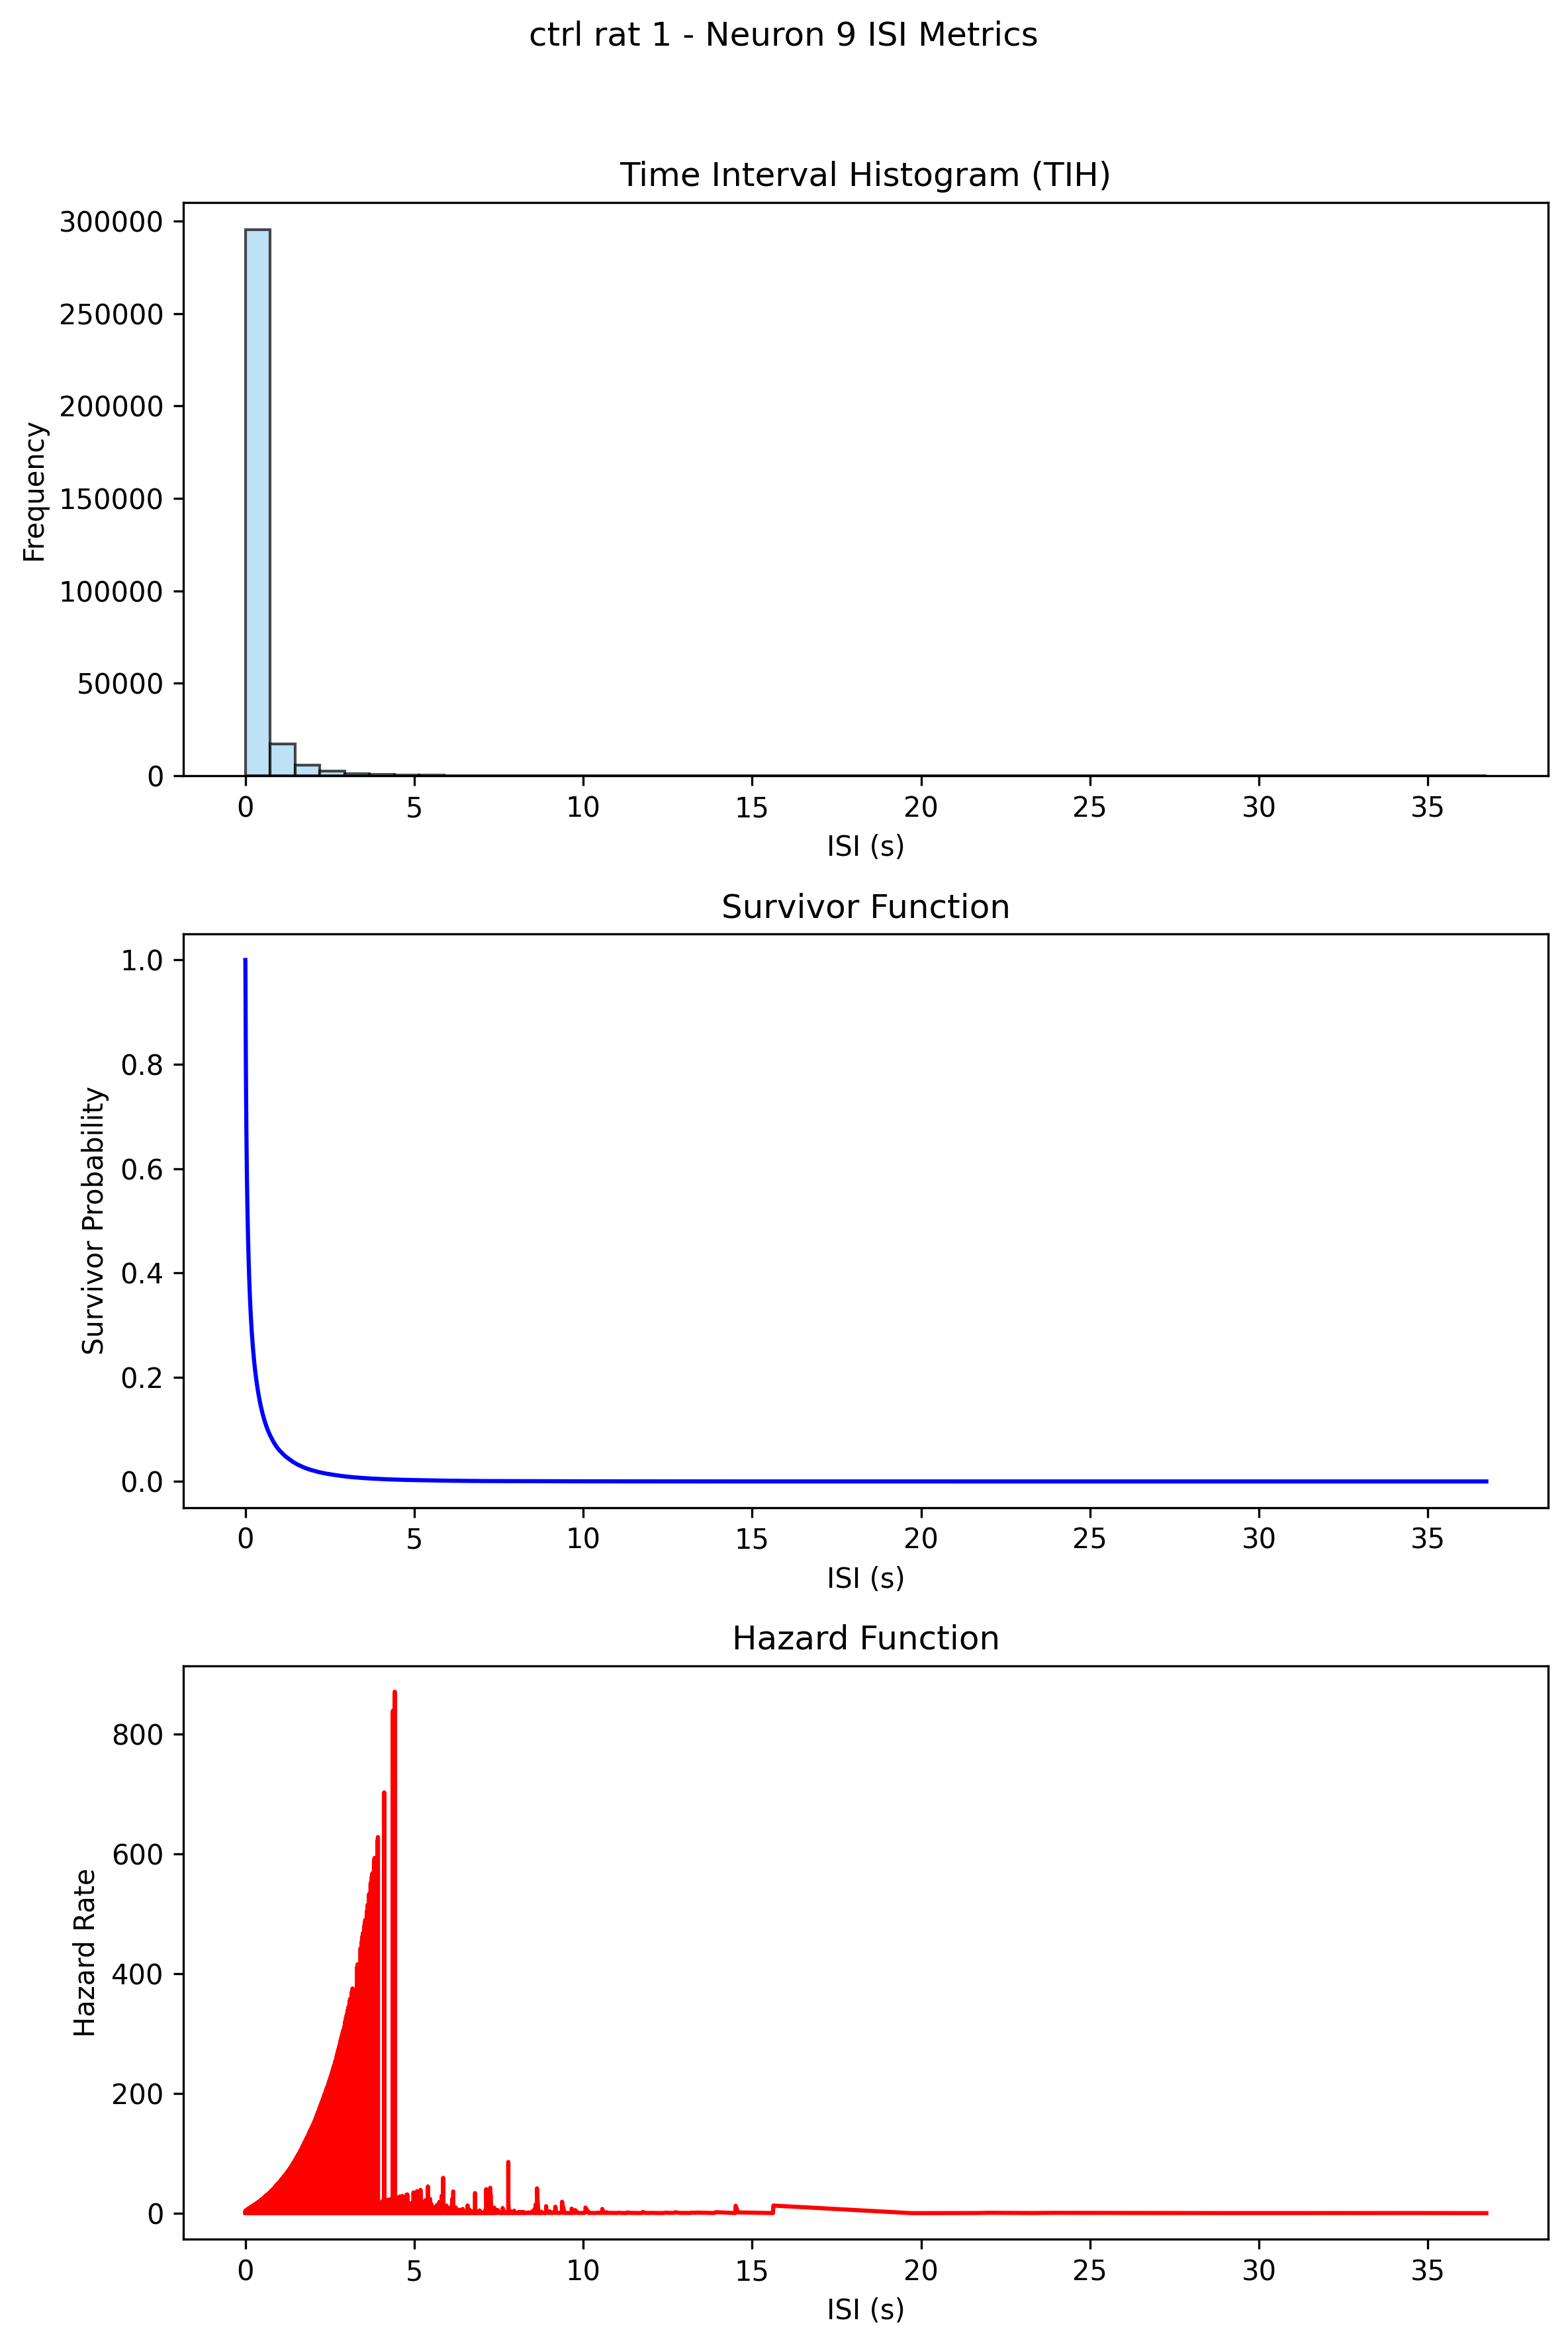 ctrl rat 1 - Neuron 9 ISI Metrics
Time Interval Histogram (TIH)
300000
250000
200000
150000
100000
50000
0
Frequency
0 5 10 15 20 25 30 35
ISI (s)
Survivor Function
1.0
0.8
0.6
0.4
0.2
0.0
Survivor Probability
0 5 10 15 20 25 30 35
ISI (s)
Hazard Function
800
600
400
200
0
Hazard Rate
0 5 10 15 20 25 30 35
ISI (s)